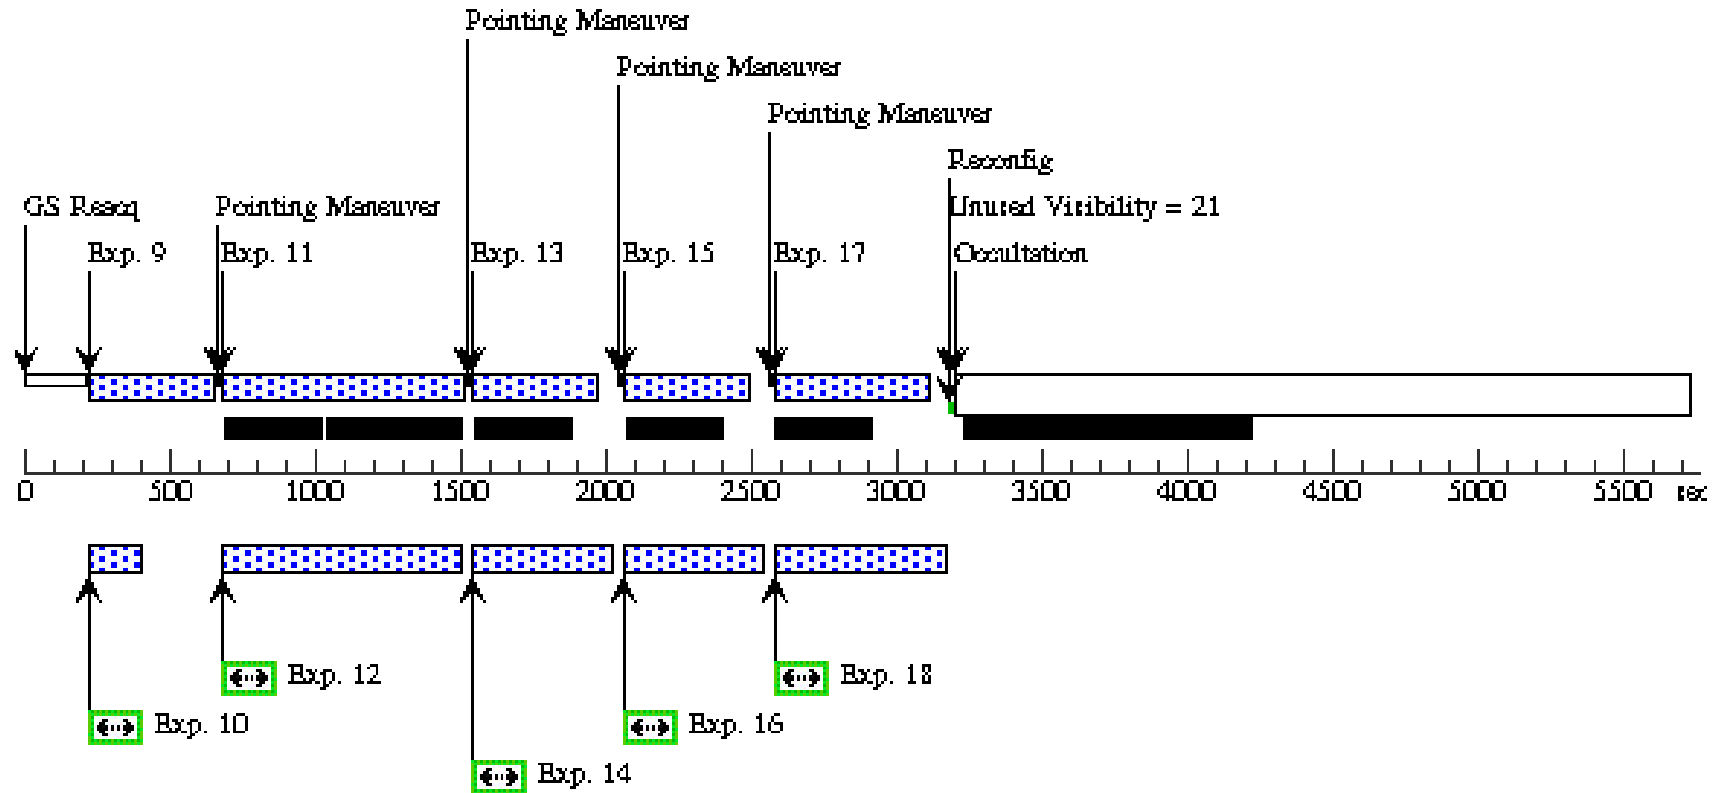 Pointing Maneuver
Pointing Maneuver
Pointing Maneuver
Reconfig
GS Reacq Pointing Maneuver Unused Visibility = 21
Exp. 9 Exp. 11 Exp. 13 Exp. 15 Exp. 17 Occultation
0 500 1000 1500 2000 2500 3000 3500 4000 4500 5000 5500 sec
Exp. 12 Exp. 18
Exp. 10 Exp. 16
Exp. 14